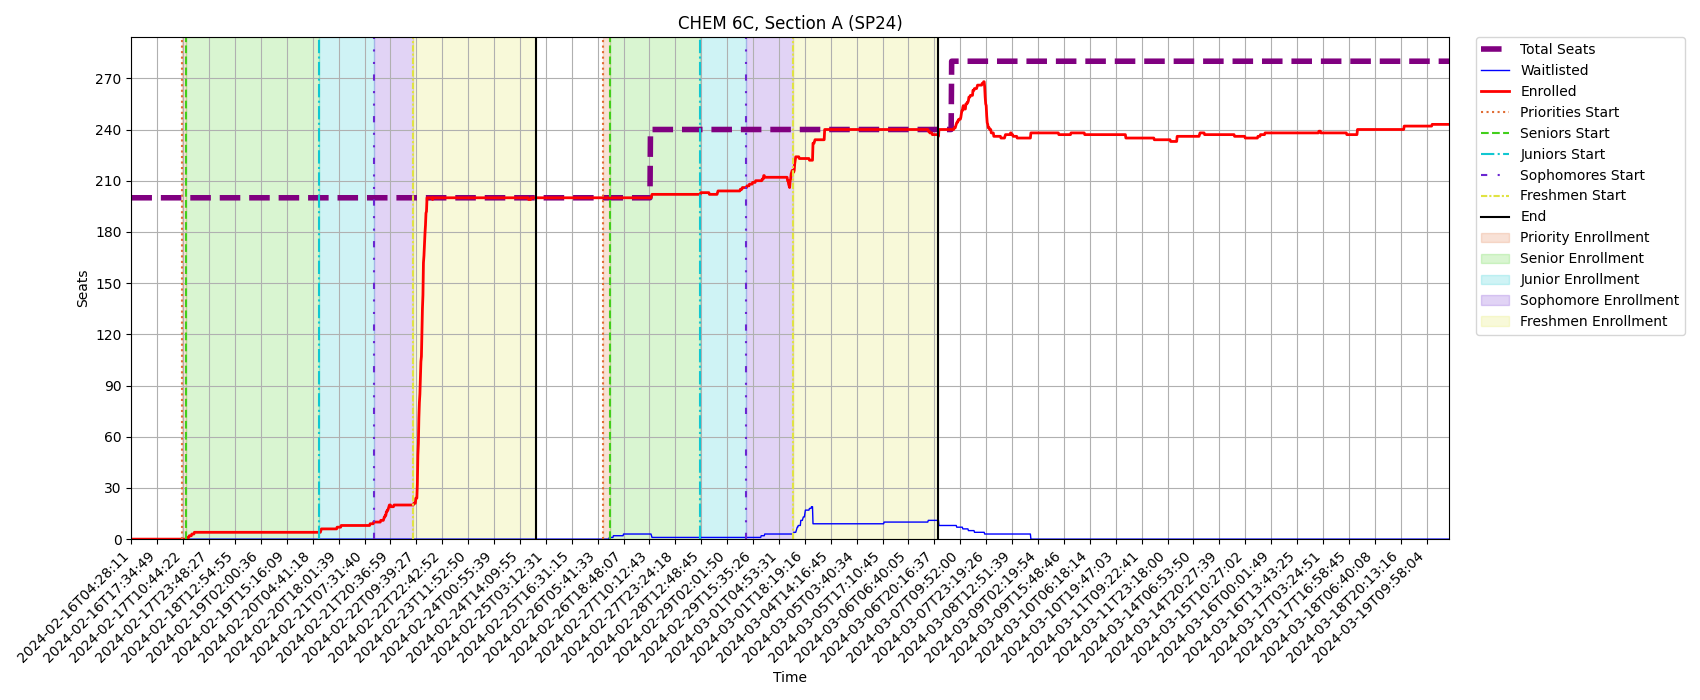 CHEM 6C, Section A (SP24)
Seats
270
240
210
180
150
120
90
60
30
0
2024-02-16T04:28:11
2024-02-16T17:34:49
2024-02-17T10:44:22
2024-02-17T23:48:27
2024-02-18T12:54:55
2024-02-19T02:00:36
2024-02-19T15:16:09
2024-02-20T04:41:18
2024-02-20T18:01:39
2024-02-21T07:31:40
2024-02-21T20:36:59
2024-02-22T09:39:27
2024-02-22T22:42:52
2024-02-23T11:52:50
2024-02-24T00:55:39
2024-02-24T14:09:55
2024-02-25T03:12:31
2024-02-25T16:31:15
2024-02-26T05:41:33
2024-02-26T18:48:07
2024-02-27T10:12:43
2024-02-27T23:24:18
2024-02-28T12:48:45
2024-02-29T02:01:50
2024-02-29T15:35:26
2024-03-01T04:53:31
2024-03-01T18:19:16
2024-03-04T14:16:45
2024-03-05T03:40:34
2024-03-05T17:10:45
2024-03-06T06:40:05
2024-03-06T20:16:37
2024-03-07T09:52:00
2024-03-07T23:19:26
2024-03-08T12:51:39
2024-03-09T02:19:54
2024-03-09T15:48:46
2024-03-10T06:18:14
2024-03-10T19:47:03
2024-03-11T09:22:41
2024-03-11T23:18:00
2024-03-14T06:53:50
2024-03-14T20:27:39
2024-03-15T10:27:02
2024-03-16T00:01:49
2024-03-16T13:43:25
2024-03-17T03:24:51
2024-03-17T16:58:45
2024-03-18T06:40:08
2024-03-18T20:13:16
2024-03-19T09:58:04
Time
Total Seats
Waitlisted
Enrolled
Priorities Start
Seniors Start
Juniors Start
Sophomores Start
Freshmen Start
End
Priority Enrollment
Senior Enrollment
Junior Enrollment
Sophomore Enrollment
Freshmen Enrollment